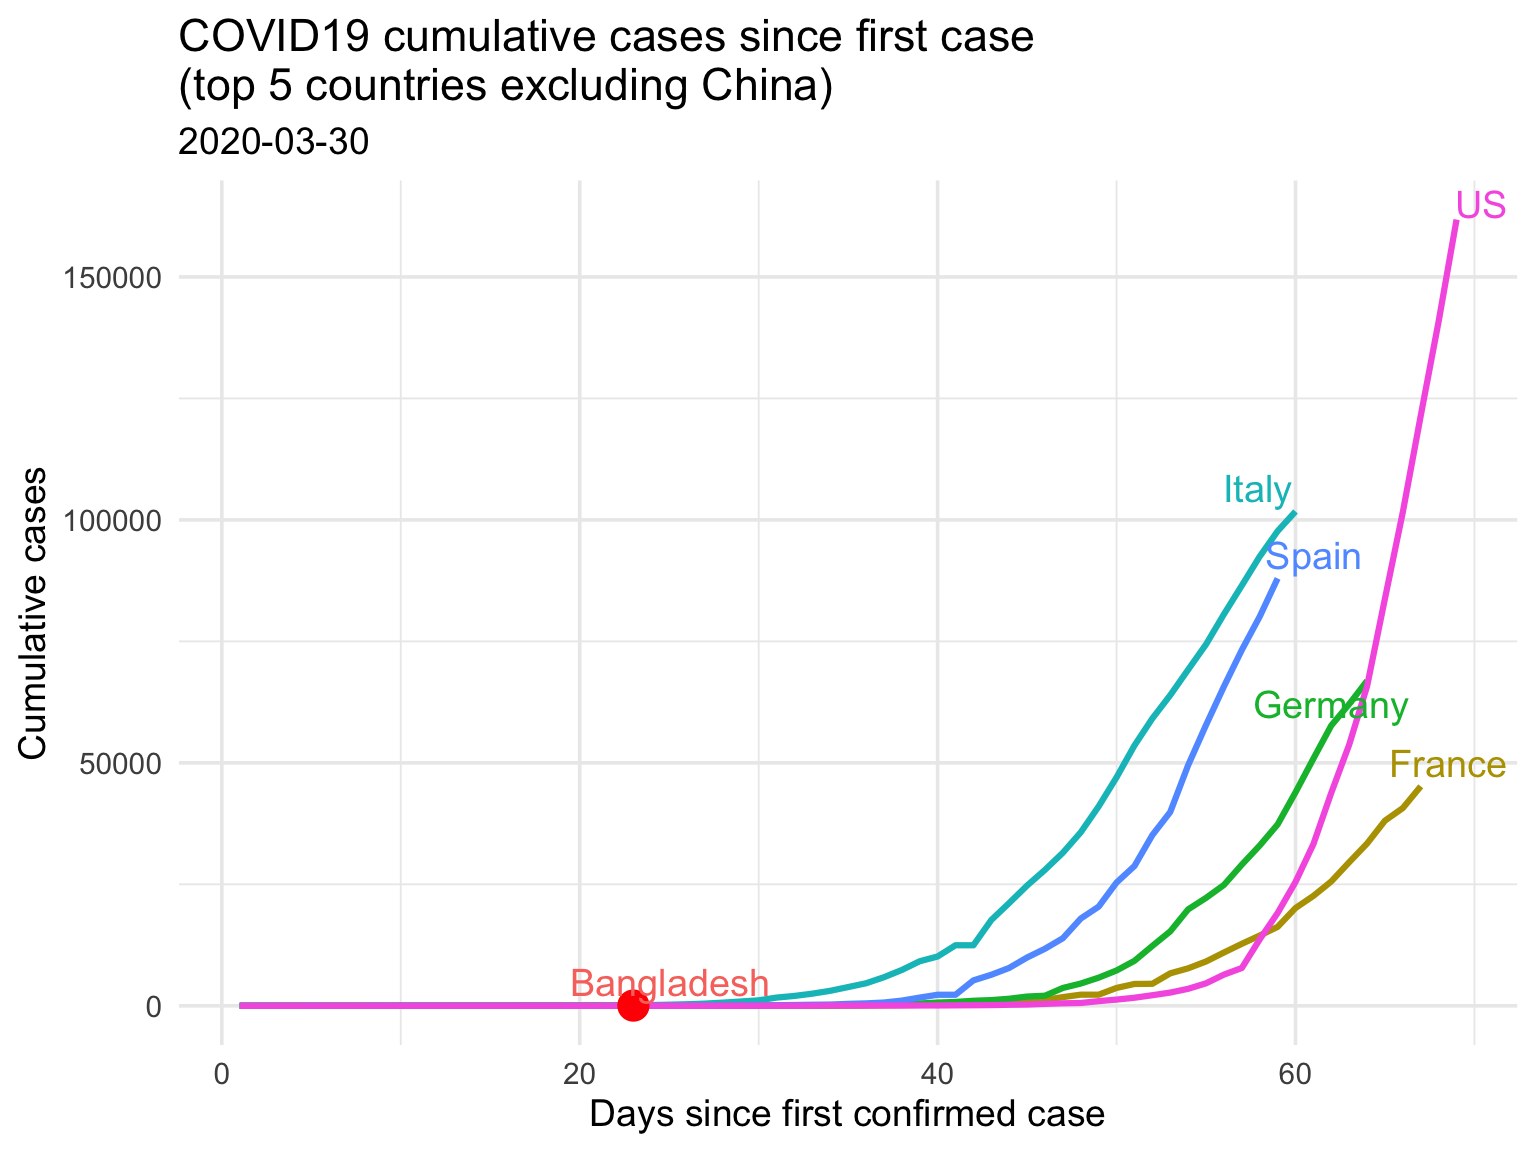 COVID19 cumulative cases since first case
(top 5 countries excluding China)
2020-03-30
US
150000
Italy
100000
Spain
Germany
50000
France
Bangladesh
0
0 20 40 60
Days since first confirmed case
Cumulative cases